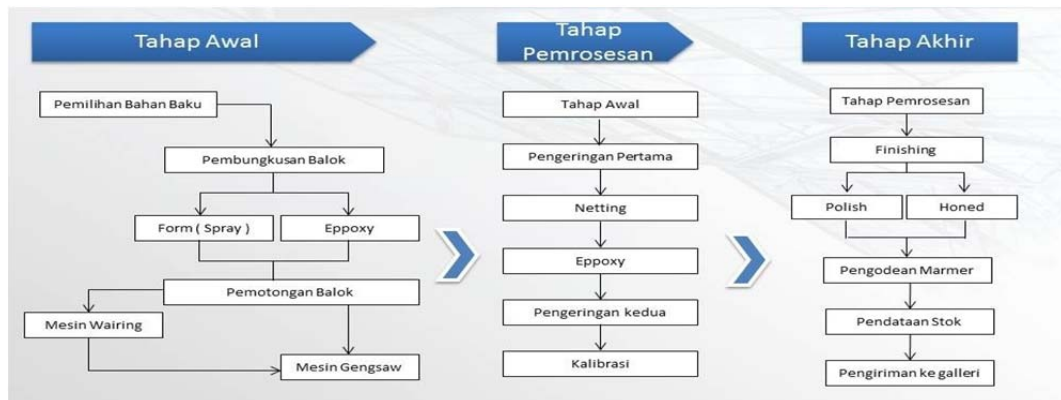 Tahap Awal
Pemilihan Bahan Baku
Pembungkusan Balok
Form ( Spray )
Eppoxy
Pemotongan Balok
Mesin Wairing
Mesin Gengsaw
Tahap
Pemrosesan
Tahap Awal
Pengeringan Pertama
Netting
Eppoxy
Pengeringan kedua
Kalibrasi
Tahap Akhir
Tahap Pemrosesan
Finishing
Polish
Honed
Pengodean Marmer
Pendataan Stok
Pengiriman ke galleri